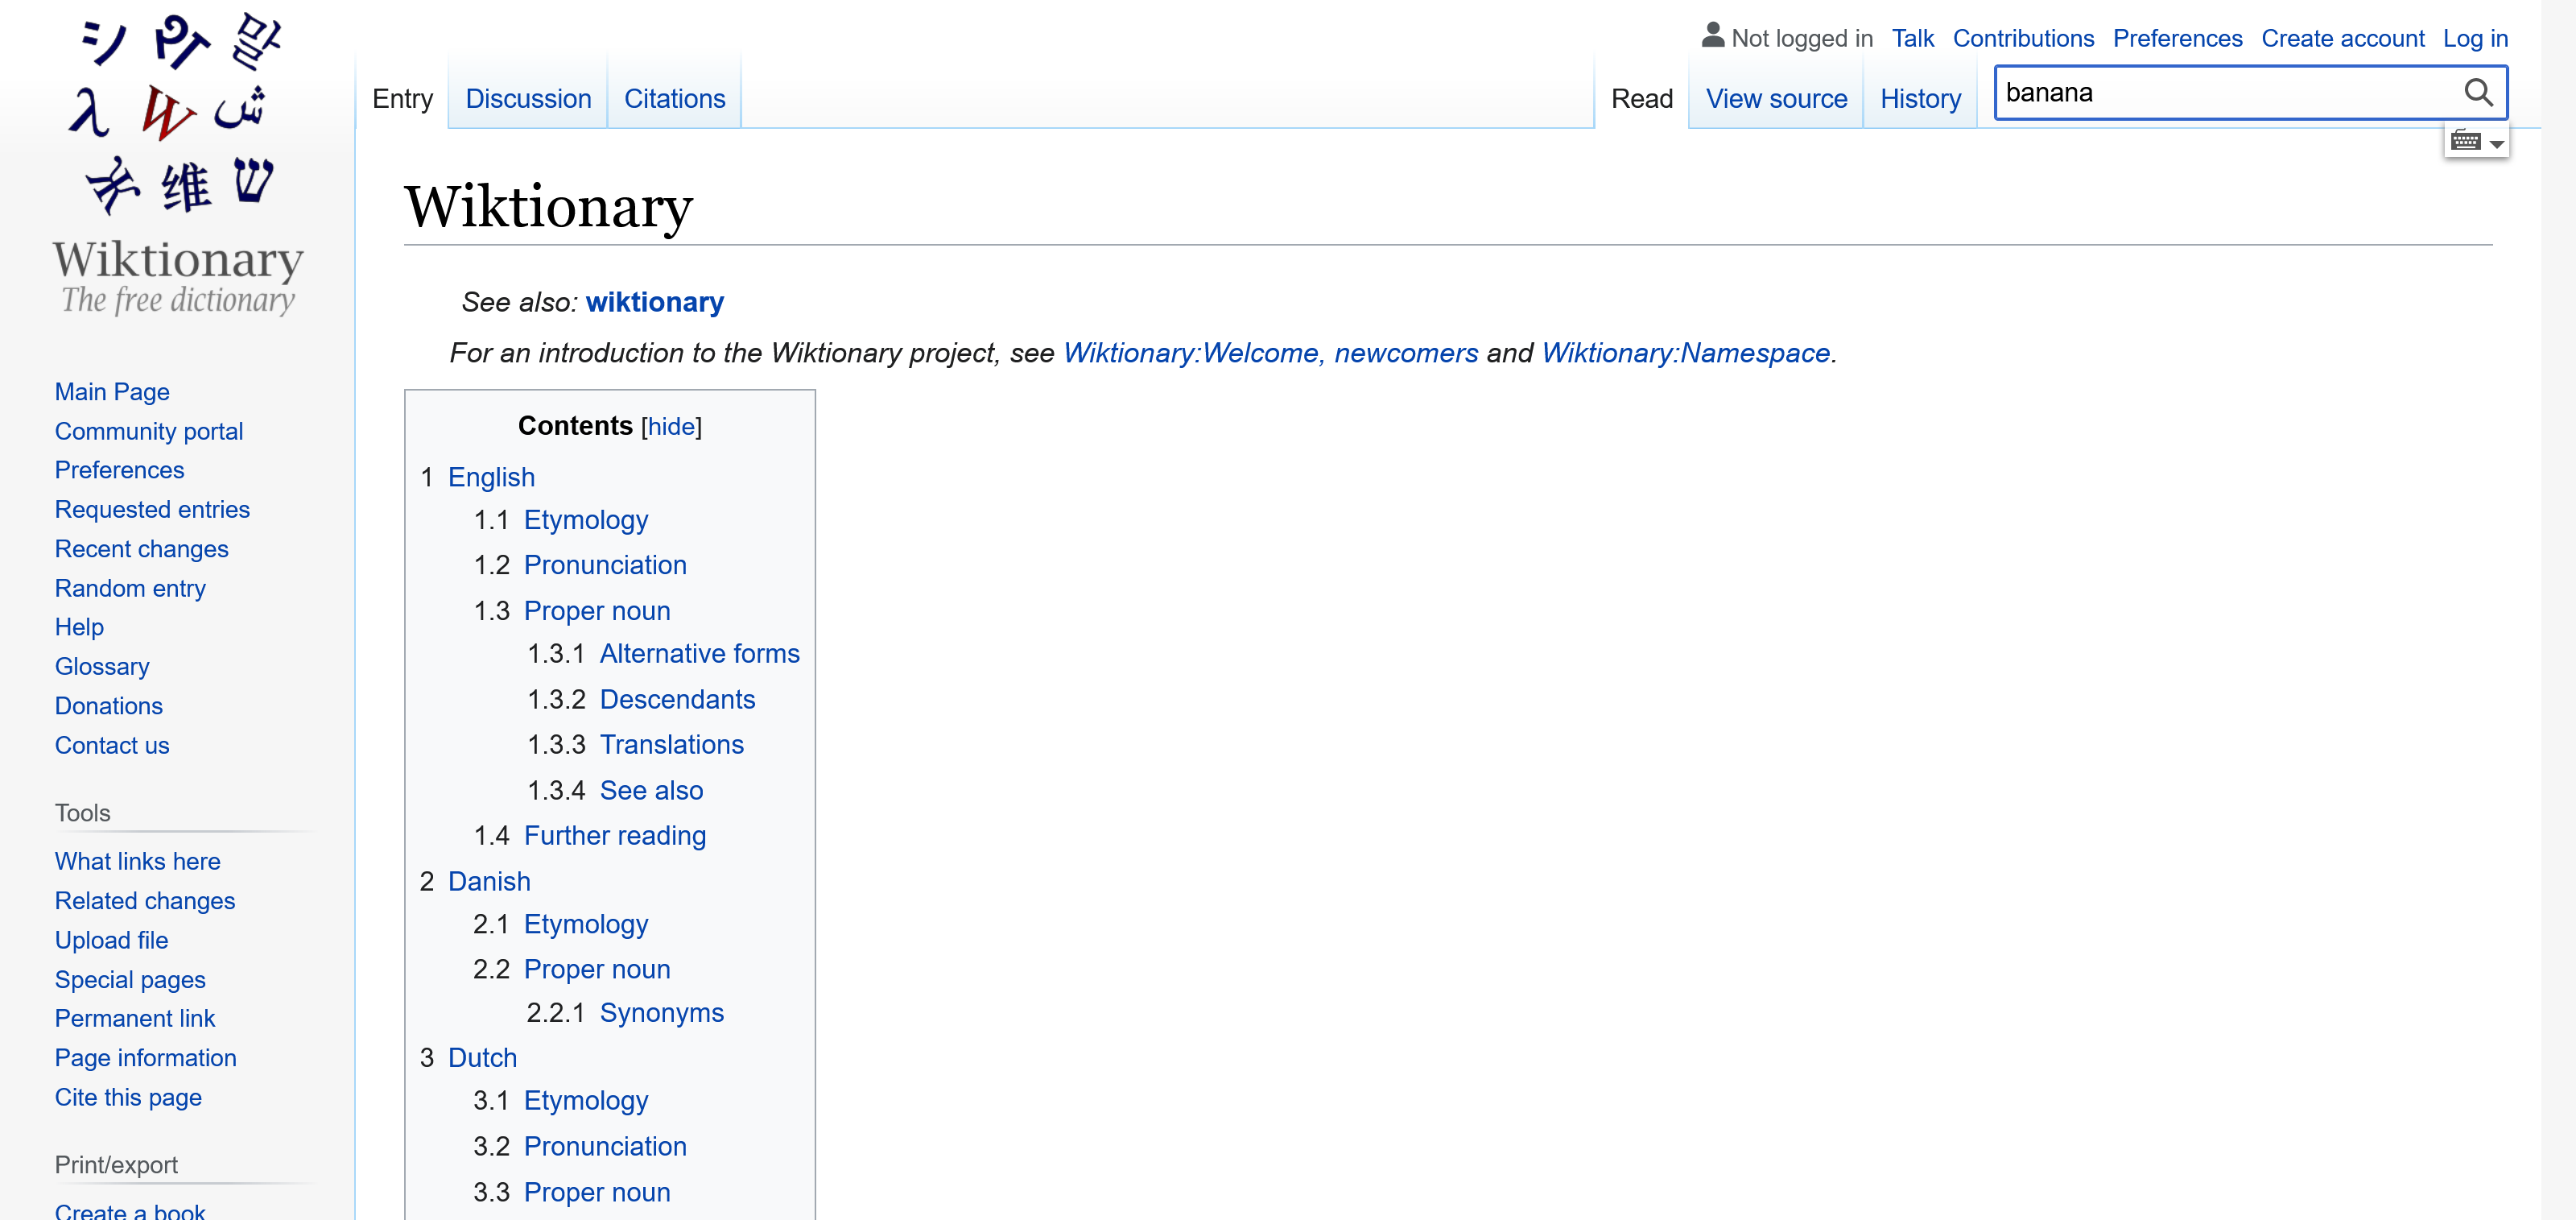 シ வி 말
λ W ش
维 ש
Wiktionary
The free dictionary
Main Page
Community portal
Preferences
Requested entries
Recent changes
Random entry
Help
Glossary
Donations
Contact us
Tools
What links here
Related changes
Upload file
Special pages
Permanent link
Page information
Cite this page
Print/export
Create a book
Not logged in Talk Contributions Preferences Create account Log in
Entry Discussion Citations Read View source History banana
Wiktionary
See also: wiktionary
For an introduction to the Wiktionary project, see Wiktionary:Welcome, newcomers and Wiktionary:Namespace.
Contents [hide]
1 English
1.1 Etymology
1.2 Pronunciation
1.3 Proper noun
1.3.1 Alternative forms
1.3.2 Descendants
1.3.3 Translations
1.3.4 See also
1.4 Further reading
2 Danish
2.1 Etymology
2.2 Proper noun
2.2.1 Synonyms
3 Dutch
3.1 Etymology
3.2 Pronunciation
3.3 Proper noun